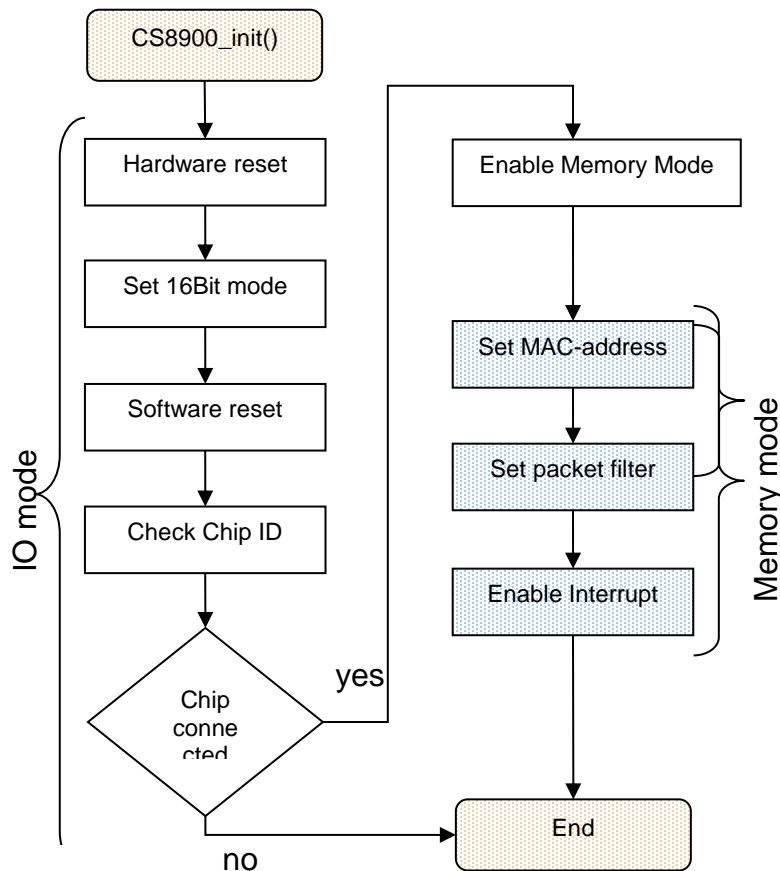 CS8900_init()
Hardware reset
Set 16Bit mode
Software reset
Check Chip ID
Chip
conne
cted
yes
no
IO mode
Enable Memory Mode
Set MAC-address
Set packet filter
Enable Interrupt
Memory mode
End